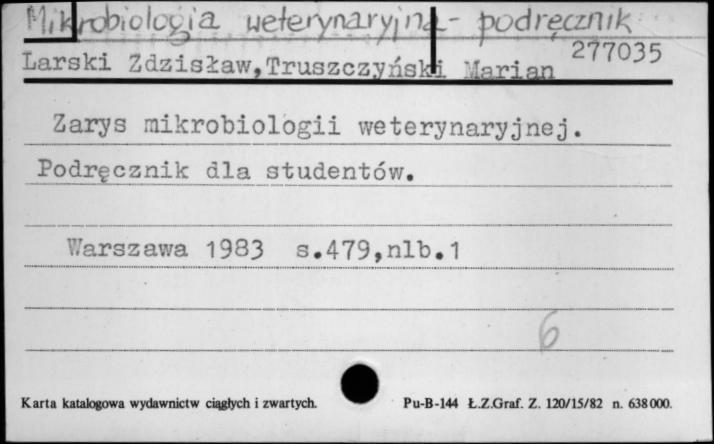 Mikrobiologia weterynaryjna - podręcznik
277035
Larski Zdzisław,Truszczyński Marian
Zarys mikrobiologii weterynaryjnej.
Podręcznik dla studentów.
Warszawa 1983 s.479,nlb.1
6
Karta katalogowa wydawnictw ciągłych i zwartych. Pu-B-144 Ł.Z.Graf. Z. 120/15/82 n. 638000.